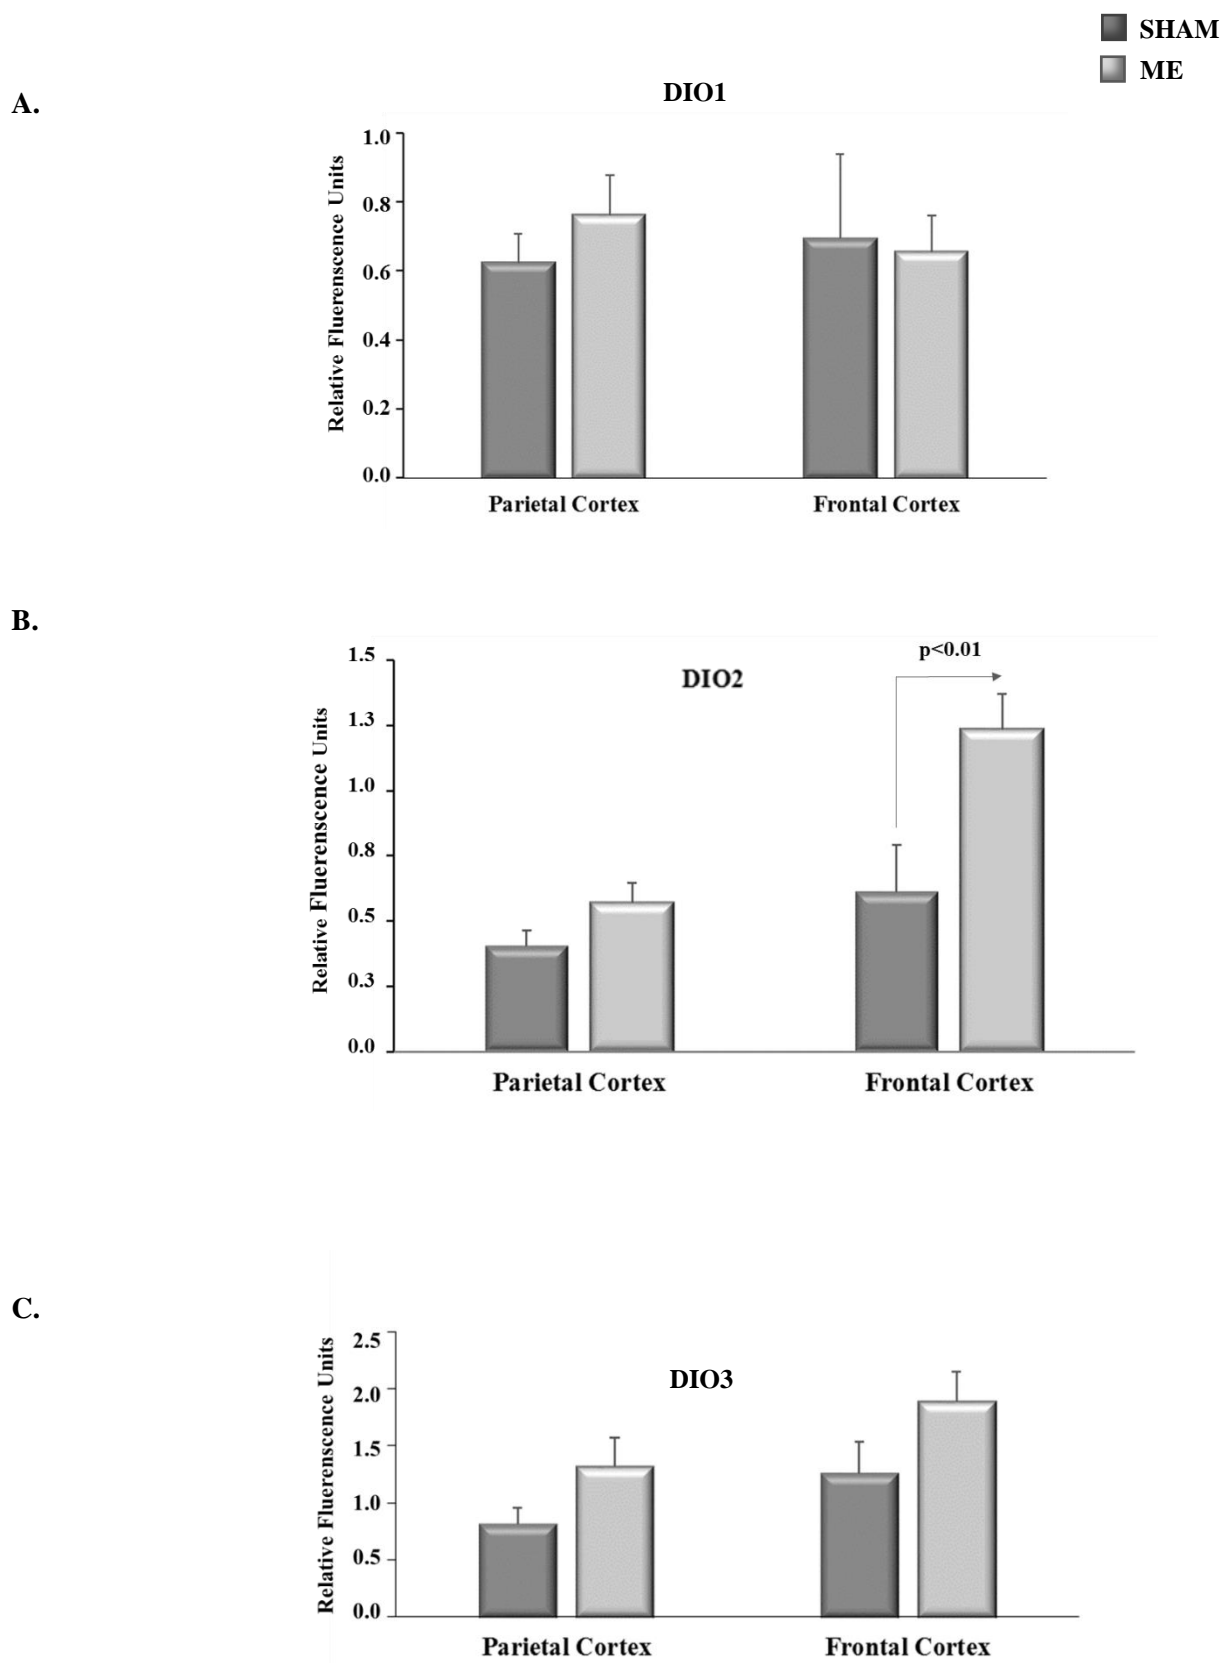 SHAM
ME
A.
DIO1
Relative Fluerenscence Units
1.0
0.8
0.6
0.4
0.2
0.0
Parietal Cortex
Frontal Cortex
B.
DIO2
p<0.01
Relative Fluerenscence Units
1.5
1.3
1.0
0.8
0.5
0.3
0.0
Parietal Cortex
Frontal Cortex
C.
DIO3
Relative Fluerenscence Units
2.5
2.0
1.5
1.0
0.5
0.0
Parietal Cortex
Frontal Cortex